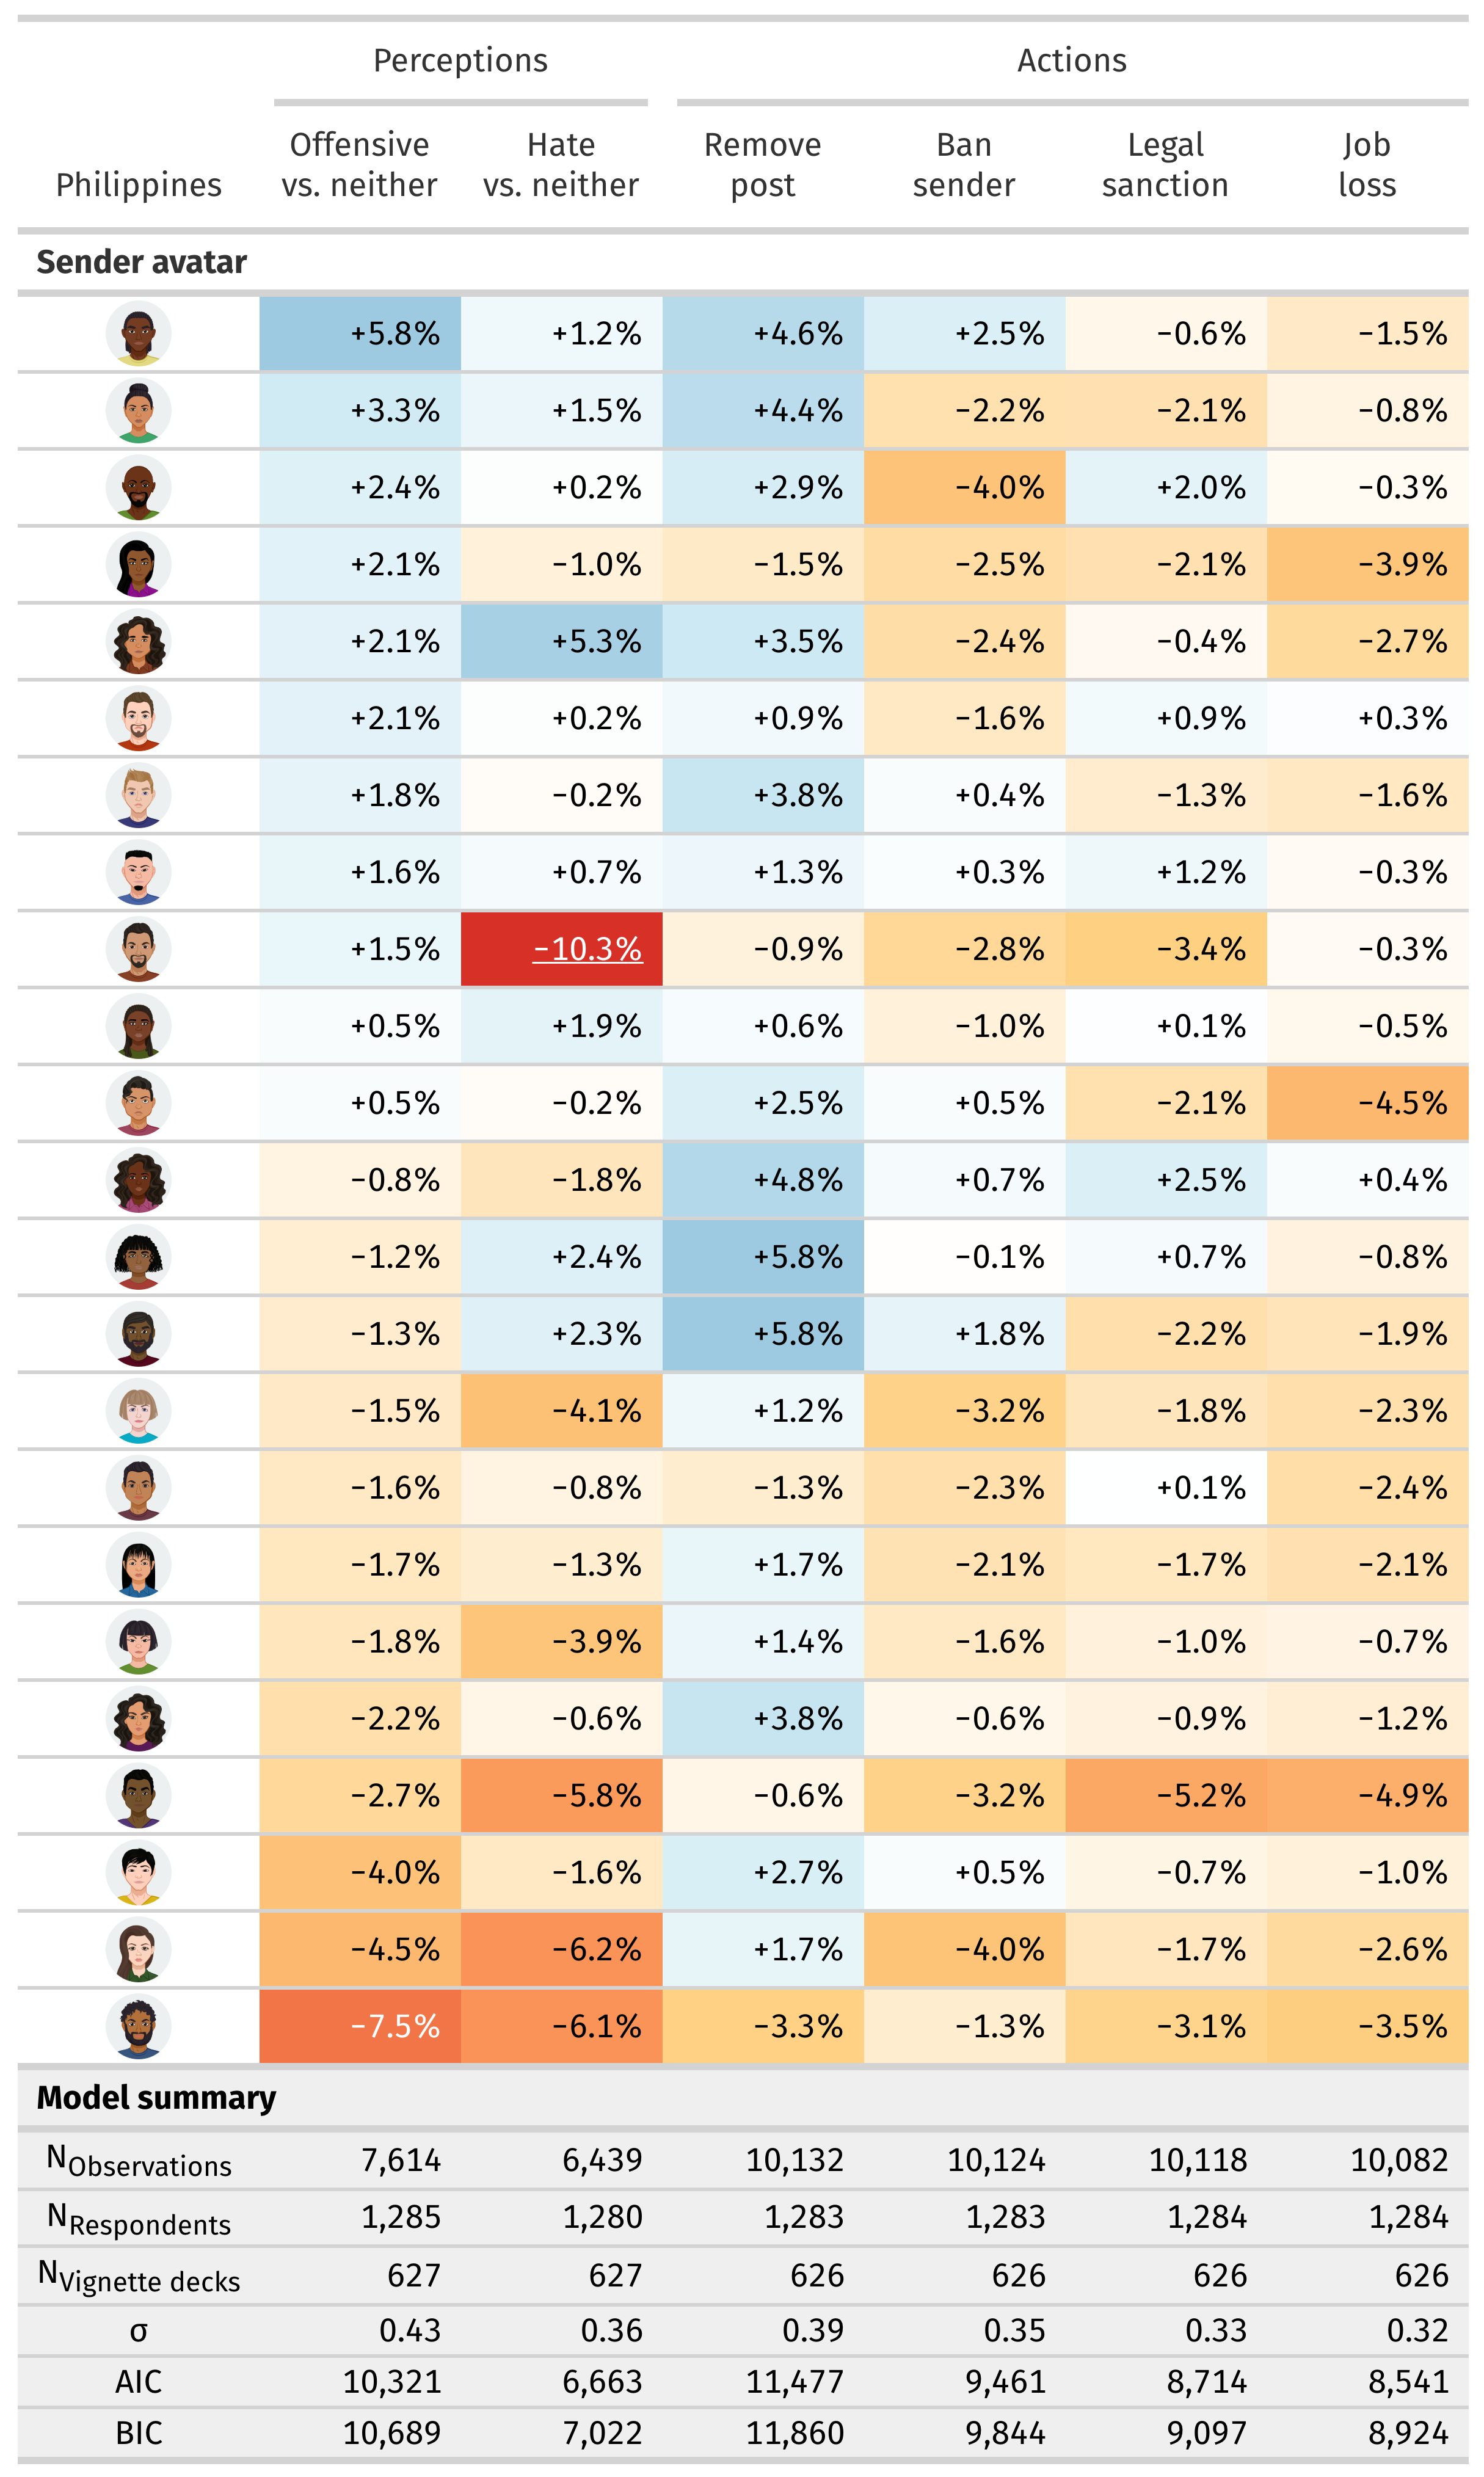 Perceptions Actions
Offensive vs. neither Hate vs. neither Remove post Ban sender Legal sanction Job loss
Philippines
Sender avatar
+5.8% +1.2% +4.6% +2.5% −0.6% −1.5%
+3.3% +1.5% +4.4% −2.2% −2.1% −0.8%
+2.4% +0.2% +2.9% −4.0% +2.0% −0.3%
+2.1% −1.0% −1.5% −2.5% −2.1% −3.9%
+2.1% +5.3% +3.5% −2.4% −0.4% −2.7%
+2.1% +0.2% +0.9% −1.6% +0.9% +0.3%
+1.8% −0.2% +3.8% +0.4% −1.3% −1.6%
+1.6% +0.7% +1.3% +0.3% +1.2% −0.3%
+1.5% −10.3% −0.9% −2.8% −3.4% −0.3%
+0.5% +1.9% +0.6% −1.0% +0.1% −0.5%
+0.5% −0.2% +2.5% +0.5% −2.1% −4.5%
−0.8% −1.8% +4.8% +0.7% +2.5% +0.4%
−1.2% +2.4% +5.8% −0.1% +0.7% −0.8%
−1.3% +2.3% +5.8% +1.8% −2.2% −1.9%
−1.5% −4.1% +1.2% −3.2% −1.8% −2.3%
−1.6% −0.8% −1.3% −2.3% +0.1% −2.4%
−1.7% −1.3% +1.7% −2.1% −1.7% −2.1%
−1.8% −3.9% +1.4% −1.6% −1.0% −0.7%
−2.2% −0.6% +3.8% −0.6% −0.9% −1.2%
−2.7% −5.8% −0.6% −3.2% −5.2% −4.9%
−4.0% −1.6% +2.7% +0.5% −0.7% −1.0%
−4.5% −6.2% +1.7% −4.0% −1.7% −2.6%
−7.5% −6.1% −3.3% −1.3% −3.1% −3.5%
Model summary
NObservations 7,614 6,439 10,132 10,124 10,118 10,082
NRespondents 1,285 1,280 1,283 1,283 1,284 1,284
NVignette decks 627 627 626 626 626 626
σ 0.43 0.36 0.39 0.35 0.33 0.32
AIC 10,321 6,663 11,477 9,461 8,714 8,541
BIC 10,689 7,022 11,860 9,844 9,097 8,924